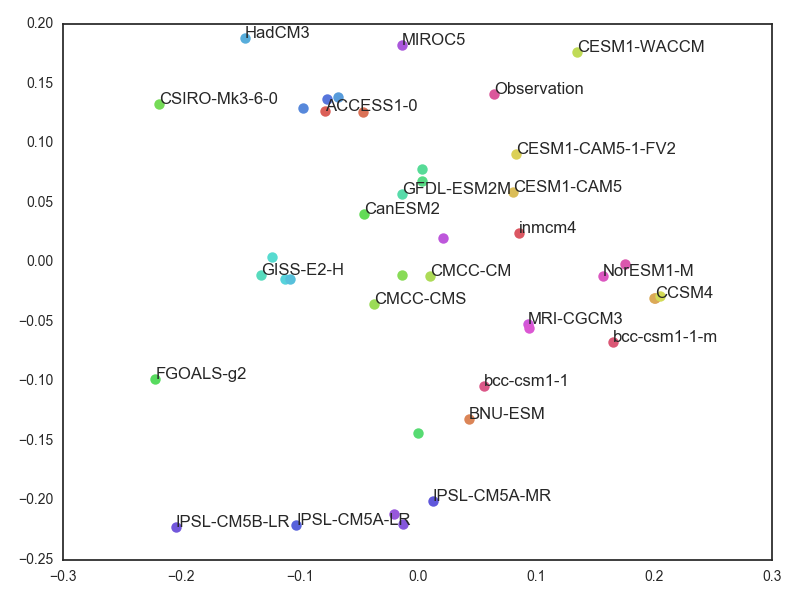 0.20
HadCM3
MIROC5
CESM1-WACCM
0.15
Observation
CSIRO-Mk3-6-0
ACCESS1-0
0.10
CESM1-CAM5-1-FV2
GFDL-ESM2M
CESM1-CAM5
0.05
CanESM2
inmcm4
0.00
GISS-E2-H
CMCC-CM
NorESM1-M
CCSM4
CMCC-CMS
−0.05
MRI-CGCM3
bcc-csm1-1-m
FGOALS-g2
−0.10
bcc-csm1-1
BNU-ESM
−0.15
−0.20
IPSL-CM5A-MR
IPSL-CM5B-LR
IPSL-CM5A-LR
−0.25
−0.3 −0.2 −0.1 0.0 0.1 0.2 0.3